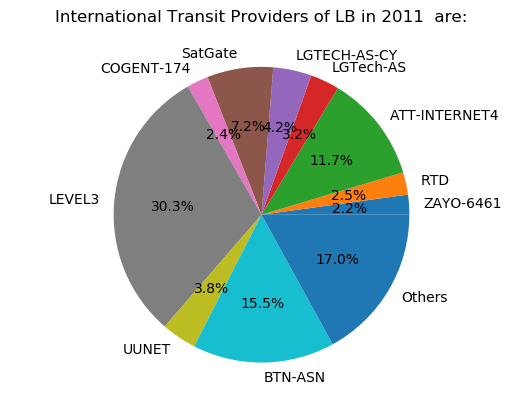 International Transit Providers of LB in 2011  are:
SatGate
LGTECH-AS-CY
COGENT-174
LGTech-AS
ATT-INTERNET4
7.2%
4.2%
2.4%
3.2%
11.7%
RTD
2.5%
LEVEL3
30.3%
2.2%
ZAYO-6461
17.0%
3.8%
15.5%
Others
UUNET
BTN-ASN